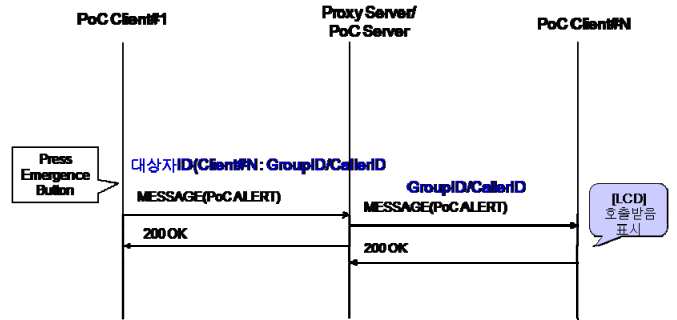 PoC Client#1
Proxy Server/
PoC Server
PoC Client#N
Press
Emergence
Button
대상자ID(Client#N : GroupID/CallerID
MESSAGE(PoC ALERT)
GroupID/CallerID
MESSAGE(PoC ALERT)
[LCD]
호출받음
표시
200 OK
200 OK